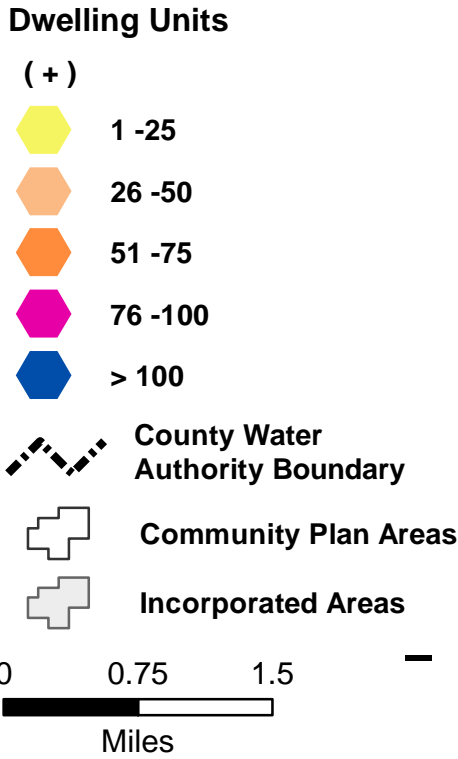 Dwelling Units
( + )
1 -25
26 -50
51 -75
76 -100
> 100
County Water
Authority Boundary
Community Plan Areas
Incorporated Areas
0 0.75 1.5
Miles